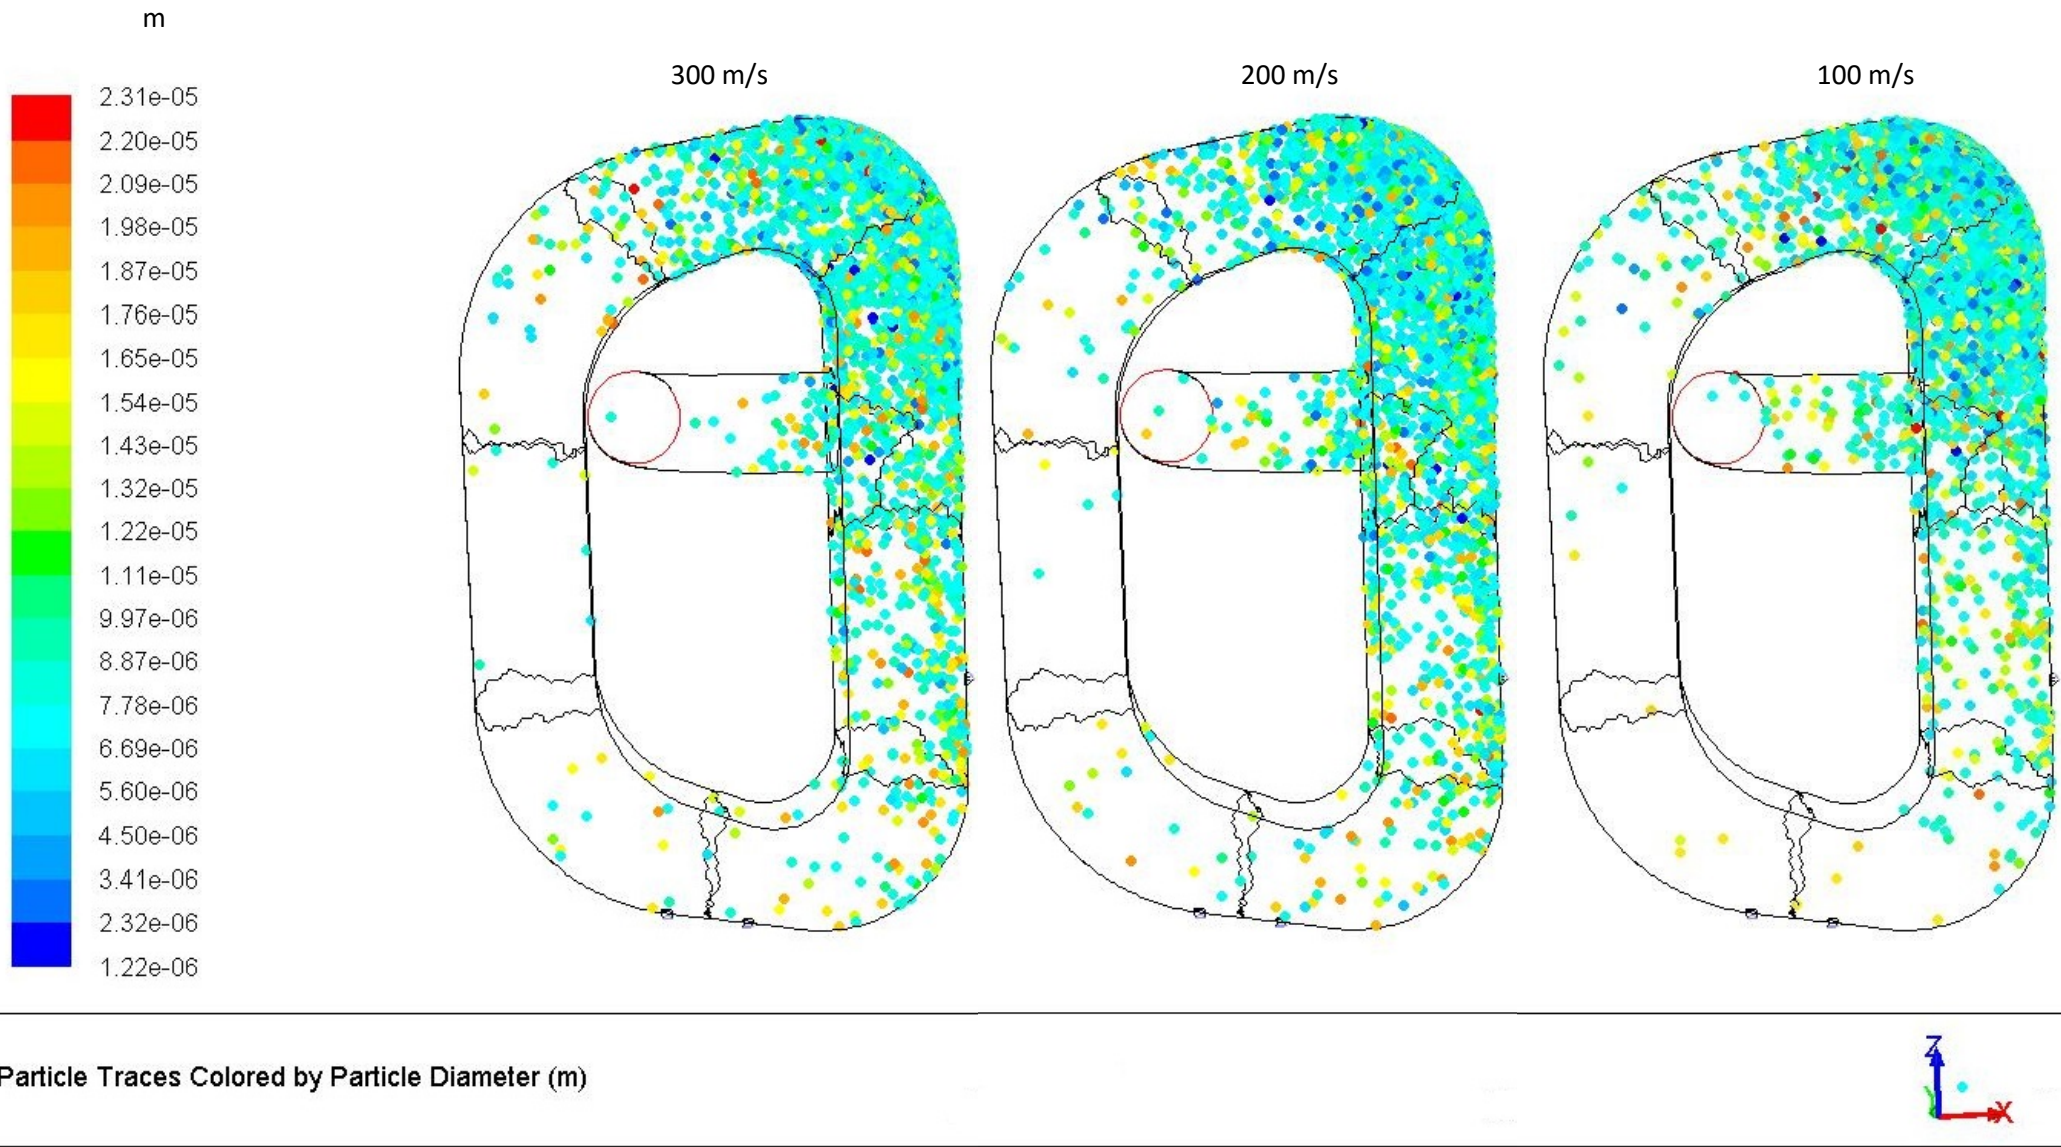 m
300 m/s
200 m/s
100 m/s
2.31e-05
2.20e-05
2.09e-05
1.98e-05
1.87e-05
1.76e-05
1.65e-05
1.54e-05
1.43e-05
1.32e-05
1.22e-05
1.11e-05
9.97e-06
8.87e-06
7.78e-06
6.69e-06
5.60e-06
4.50e-06
3.41e-06
2.32e-06
1.22e-06
Particle Traces Colored by Particle Diameter (m)
Z
Y
X